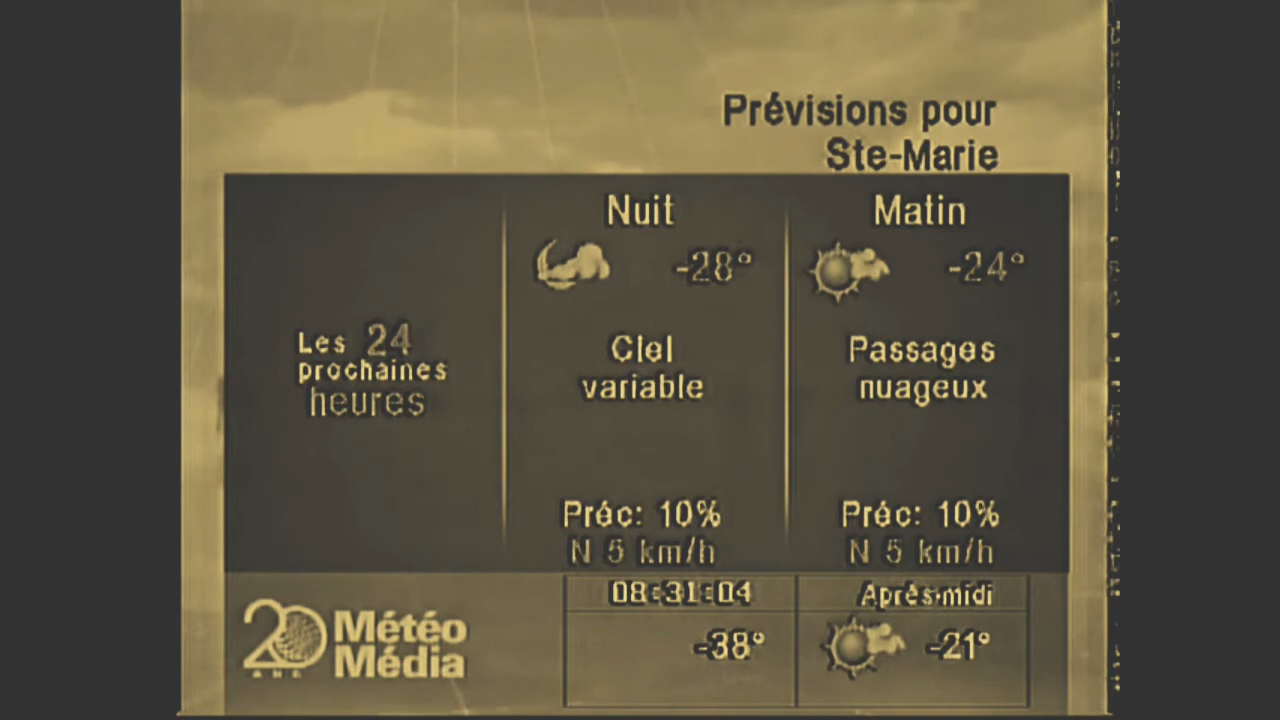 Prévisions pour
Ste-Marie
Nuit
-28°
Ciel
variable
Préc: 10%
N 5 km/h
Matin
-24°
Passages
nuageux
Préc: 10%
N 5 km/h
Les 24
prochaines
heures
20
ANS
Météo
Média
08:31:04
-38°
Après-midi
-21°